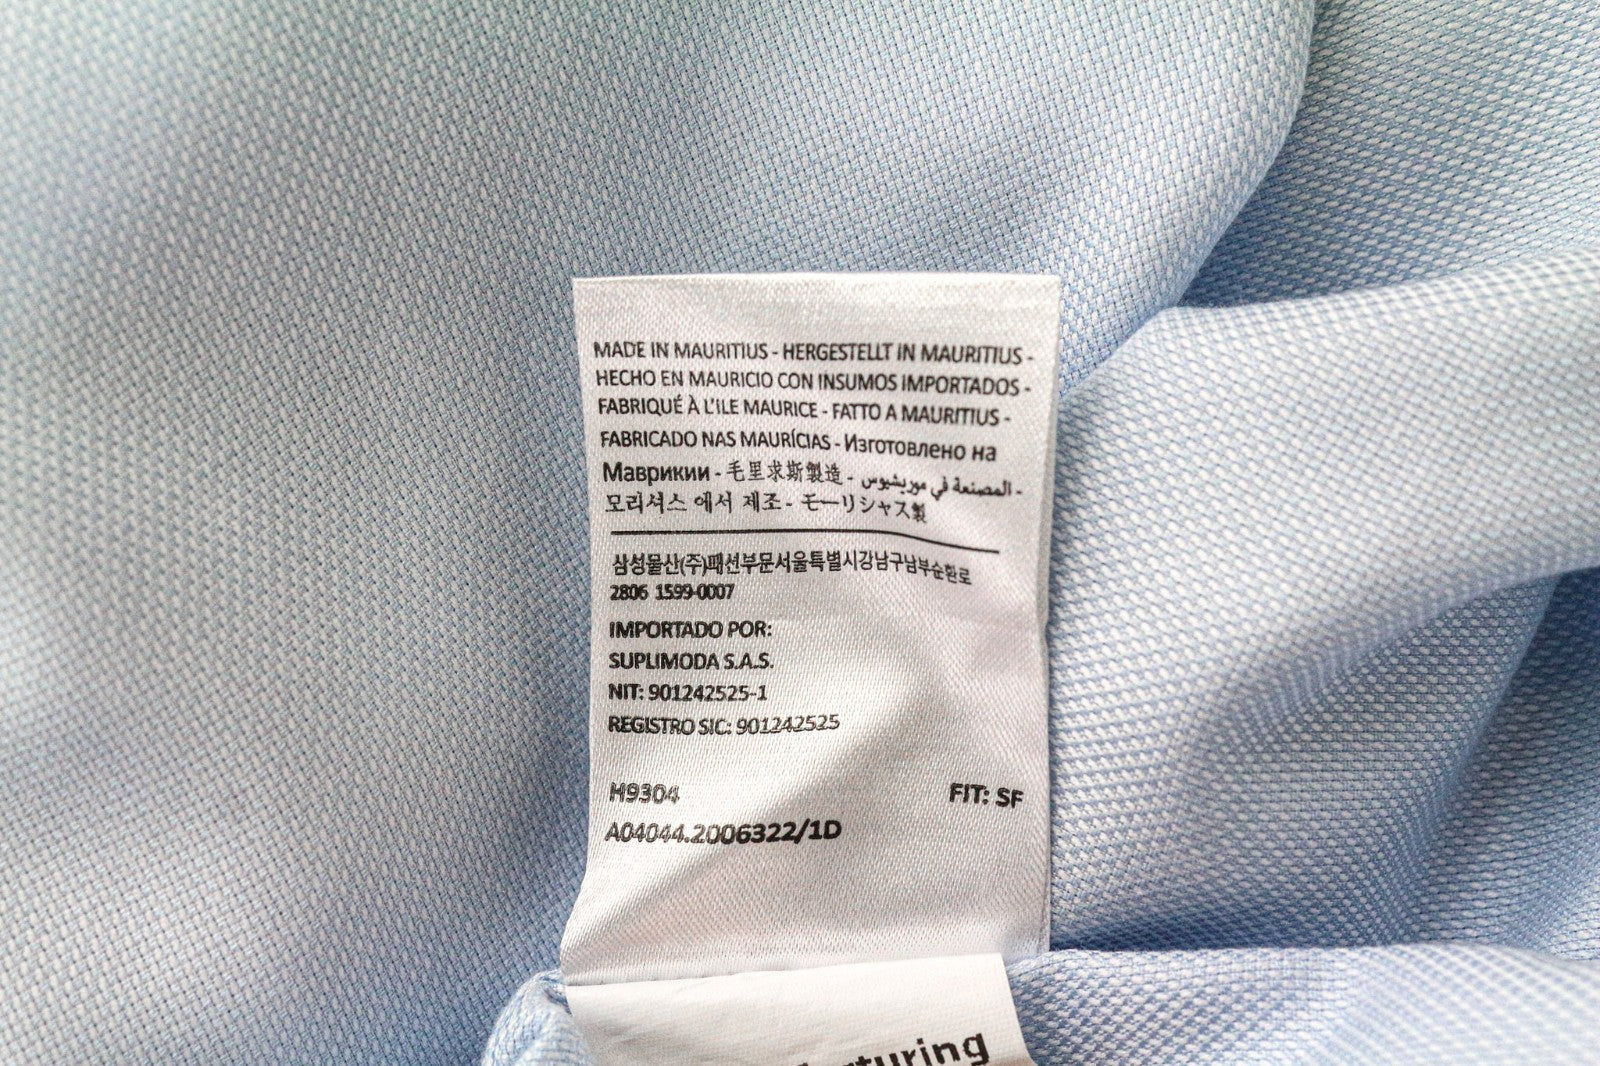 MADE IN MAURITIUS - HERGESTELLT IN MAURITIUS -
HECHO EN MAURICIO CON INSUMOS IMPORTADOS -
FABRIQUÉ À L'ILE MAURICE - FATTO A MAURITIUS -
FABRICADO NAS MAURÍCIAS - Изготовлено на
Маврикии - 毛里求斯製造 - المصنعة في موريشيوس -
모리셔스 에서 제조 - モーリシャス製
삼성물산(주)패션부문서울특별시강남구남부순환로
2806 1599-0007
IMPORTADO POR:
SUPLIMODA S.A.S.
NIT: 901242525-1
REGISTRO SIC: 901242525
H9304 FIT: SF
A04044.2006322/1D